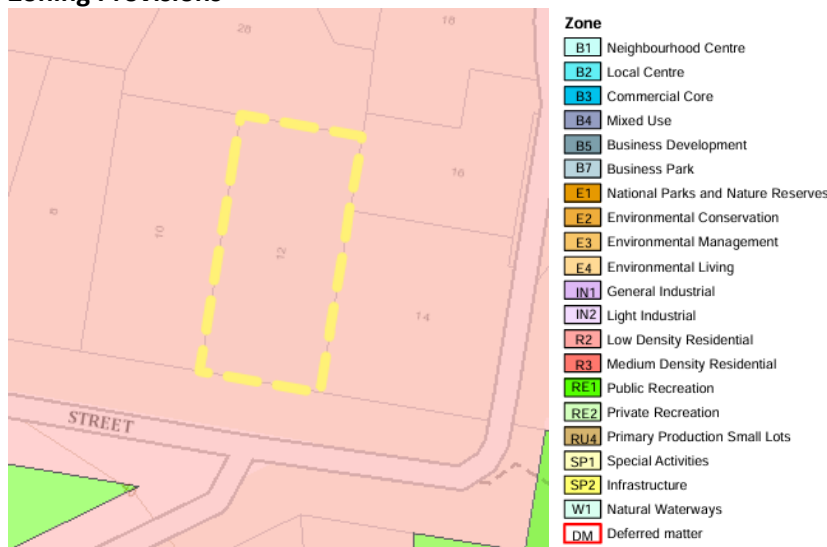 Zoning Provisions
28
18
16
8
10
12
14
STREET
Zone
B1 Neighbourhood Centre
B2 Local Centre
B3 Commercial Core
B4 Mixed Use
B5 Business Development
B7 Business Park
E1 National Parks and Nature Reserves
E2 Environmental Conservation
E3 Environmental Management
E4 Environmental Living
IN1 General Industrial
IN2 Light Industrial
R2 Low Density Residential
R3 Medium Density Residential
RE1 Public Recreation
RE2 Private Recreation
RU4 Primary Production Small Lots
SP1 Special Activities
SP2 Infrastructure
W1 Natural Waterways
DM Deferred matter